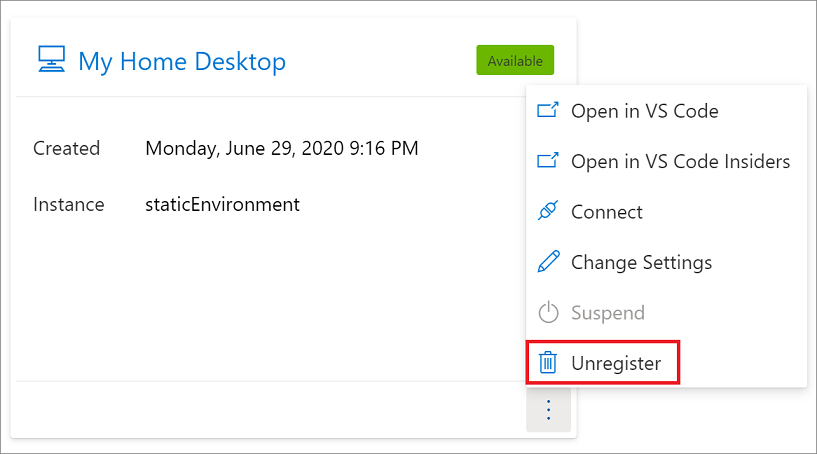 My Home Desktop
Available
Created Monday, June 29, 2020 9:16 PM
Instance staticEnvironment
Open in VS Code
Open in VS Code Insiders
Connect
Change Settings
Suspend
Unregister